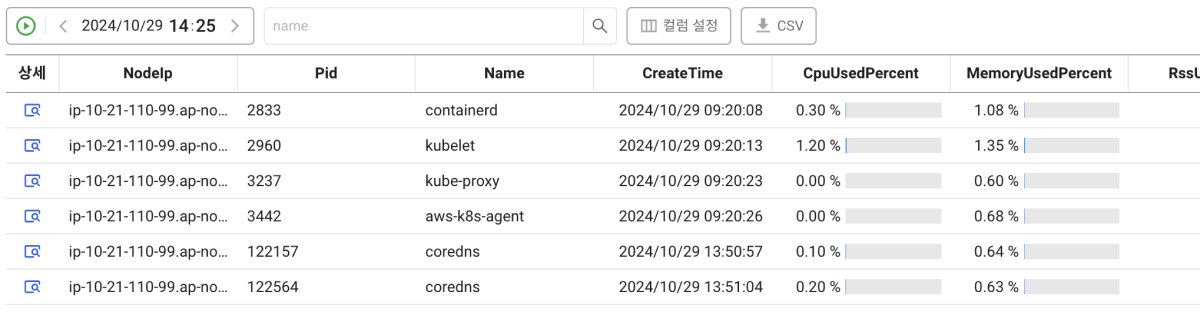 2024/10/29 14:25 name 컬럼 설정 CSV
상세 NodeIp Pid Name CreateTime CpuUsedPercent MemoryUsedPercent RssU
ip-10-21-110-99.ap-no... 2833 containerd 2024/10/29 09:20:08 0.30 % 1.08 %
ip-10-21-110-99.ap-no... 2960 kubelet 2024/10/29 09:20:13 1.20 % 1.35 %
ip-10-21-110-99.ap-no... 3237 kube-proxy 2024/10/29 09:20:23 0.00 % 0.60 %
ip-10-21-110-99.ap-no... 3442 aws-k8s-agent 2024/10/29 09:20:26 0.00 % 0.68 %
ip-10-21-110-99.ap-no... 122157 coredns 2024/10/29 13:50:57 0.10 % 0.64 %
ip-10-21-110-99.ap-no... 122564 coredns 2024/10/29 13:51:04 0.20 % 0.63 %